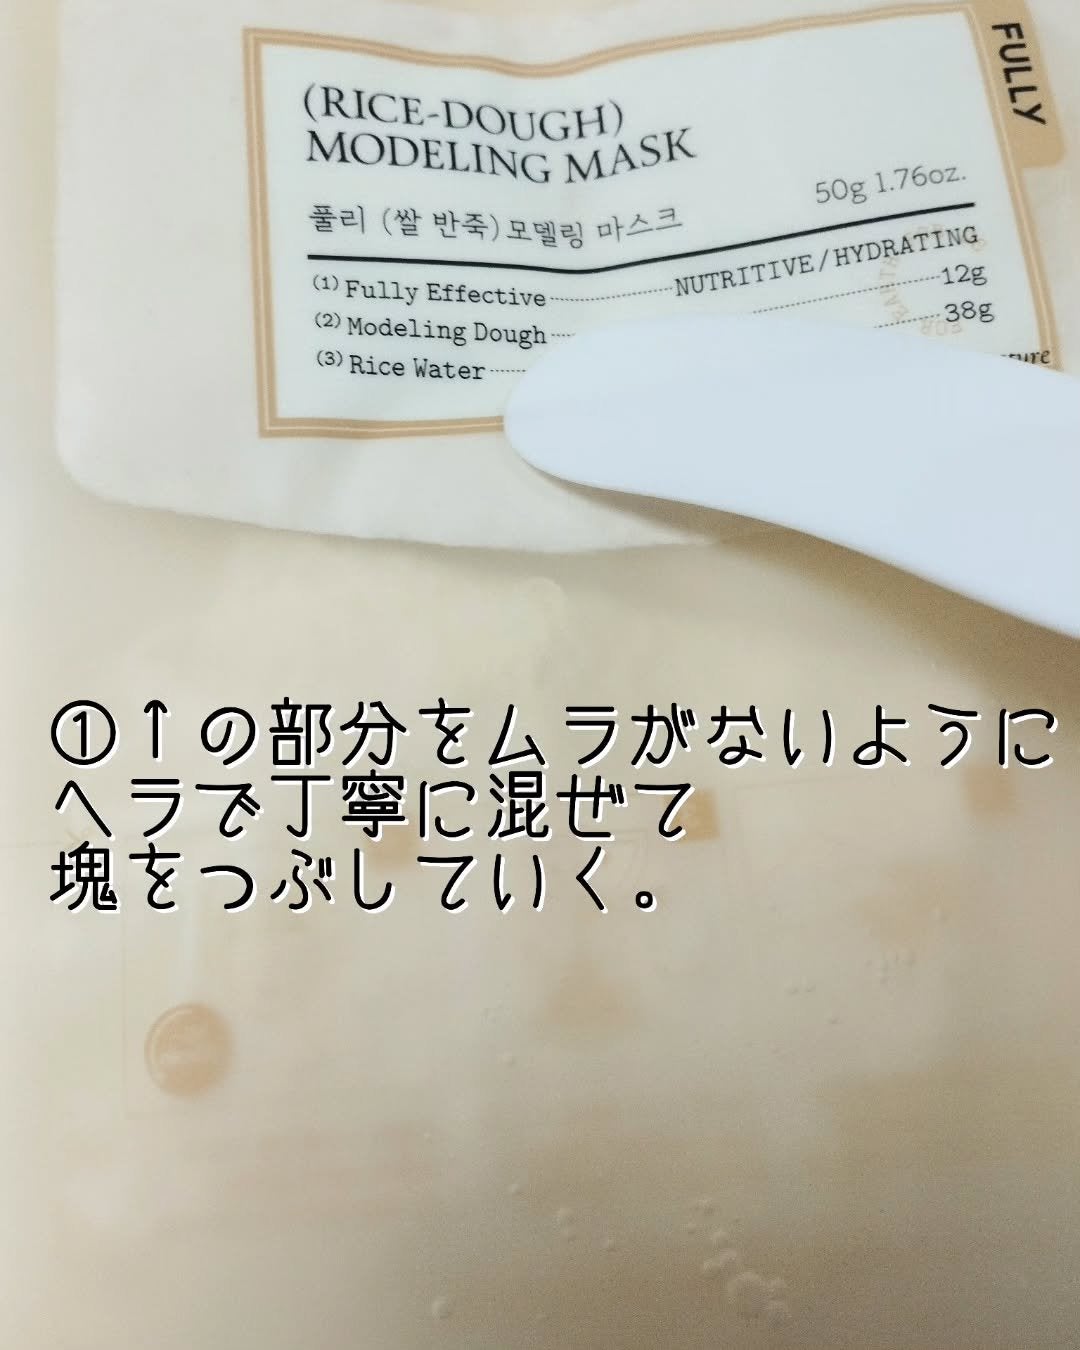 FULLY
(RICE-DOUGH)
MODELING MASK
50g 1.76oz.
풀리 (쌀 반죽) 모델링 마스크
(1) Fully Effective NUTRITIVE/HYDRATING
(2) Modeling Dough 12g
(3) Rice Water 38g
①↑の部分をムラがないように
ヘラで丁寧に混ぜて
塊をつぶしていく。